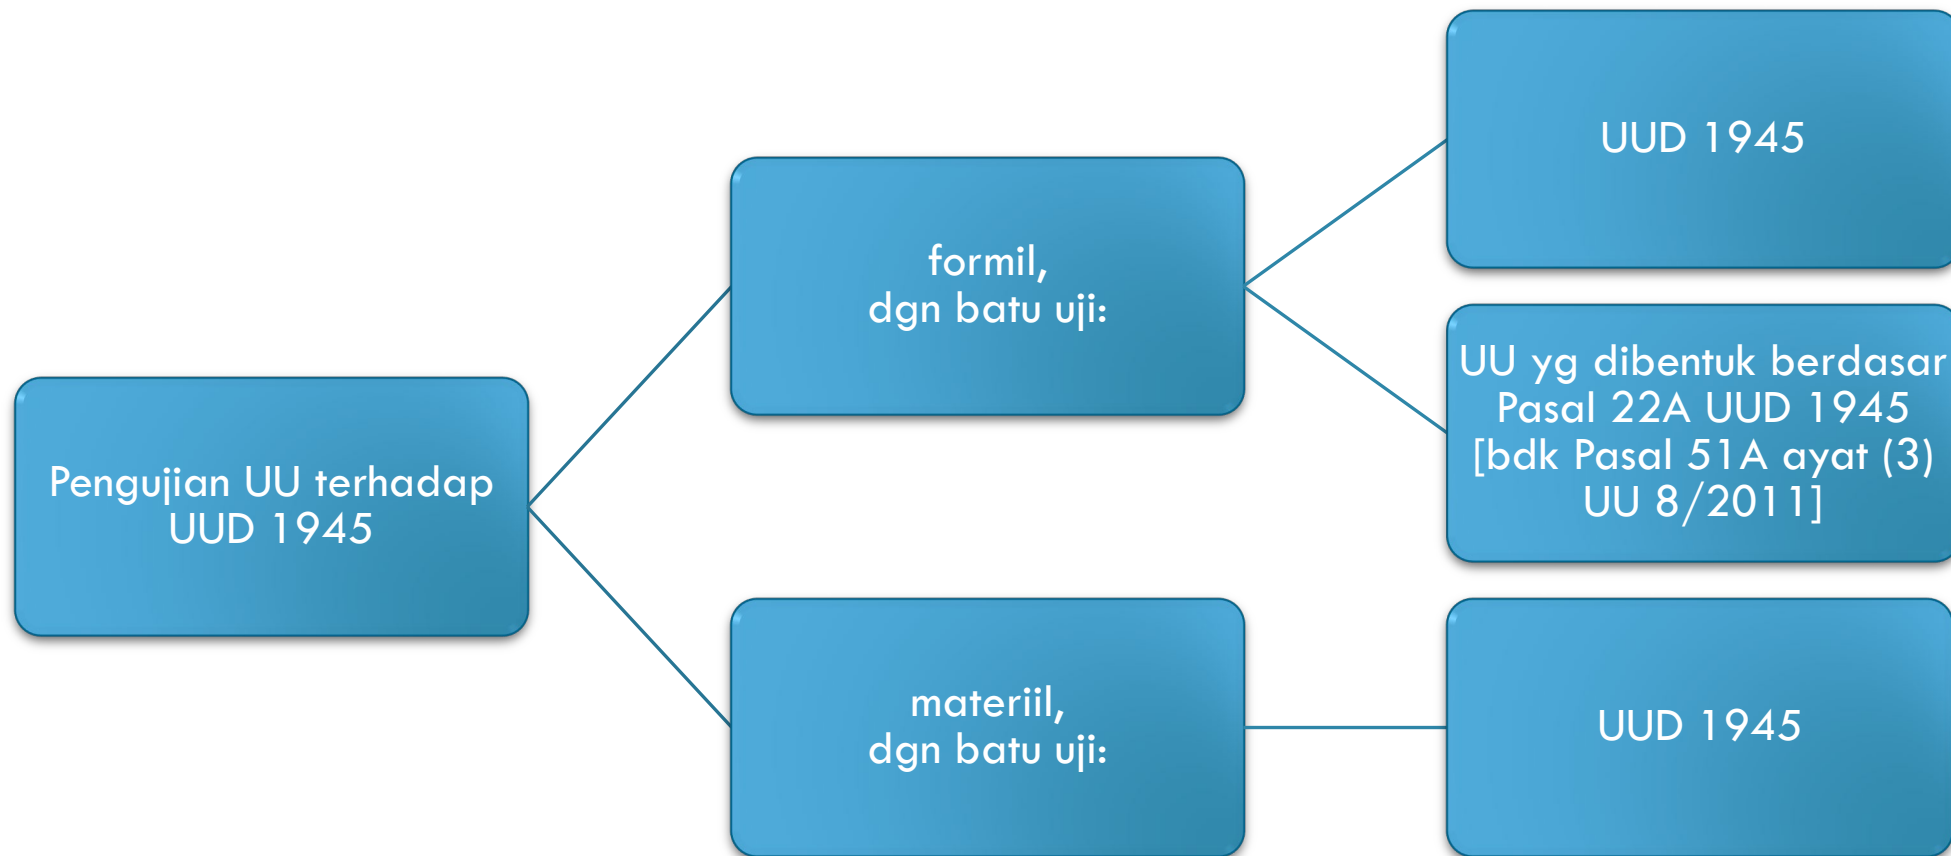 Pengujian UU terhadap
UUD 1945
formil,
dgn batu uji:
UUD 1945
UU yg dibentuk berdasar
Pasal 22A UUD 1945
[bdk Pasal 51A ayat (3)
UU 8/2011]
materiil,
dgn batu uji:
UUD 1945